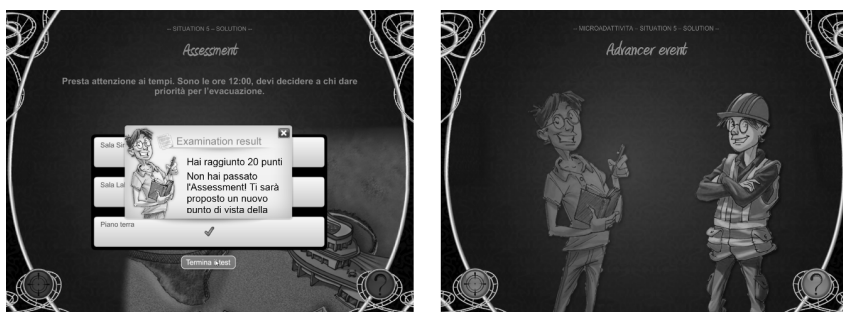 – SITUATION 5 – SOLUTION –
Assessment
Presta attenzione ai tempi. Sono le ore 12:00, devi decidere a chi dare
priorità per l'evacuazione.
Sala
Examination result
Hai raggiunto 20 punti
Non hai passato
l'Assessment! Ti sarà
proposto un nuovo
punto di vista della
Sala
Piano terra
Termina test
– MICROADATTIVITA - SITUATION 5 - SOLUTION –
Advancer event
?
?